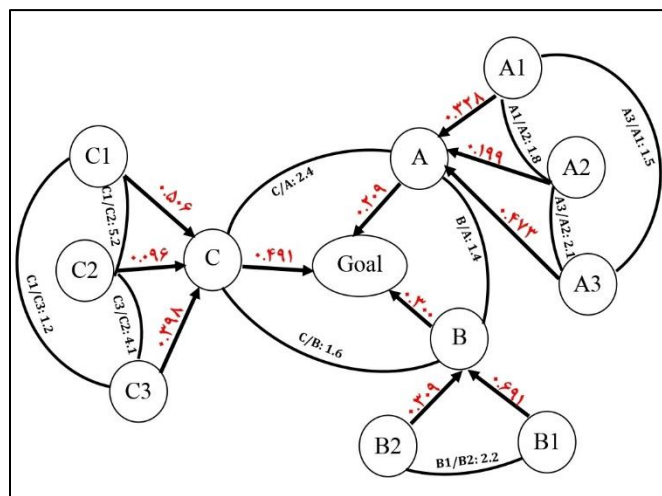 A1
۰.۳۲۸
A1/A2: 1.8
A3/A1: 1.5
A
۰.۱۹۹
A2
C1
C/A: 2.4
A3/A2: 2.1
۰.۲۰۹
B/A: 1.4
۰.۴۷۳
C1/C2: 5.2
۰.۵۰۶
C2
۰.۰۹۶
C
۰.۴۹۱
Goal
A3
C1/C3: 1.2
C3/C2: 4.1
۰.۳۹۸
۰.۳۰۰
C/B: 1.6
B
C3
۰.۳۰۹
۰.۶۹۱
B2
B1
B1/B2: 2.2